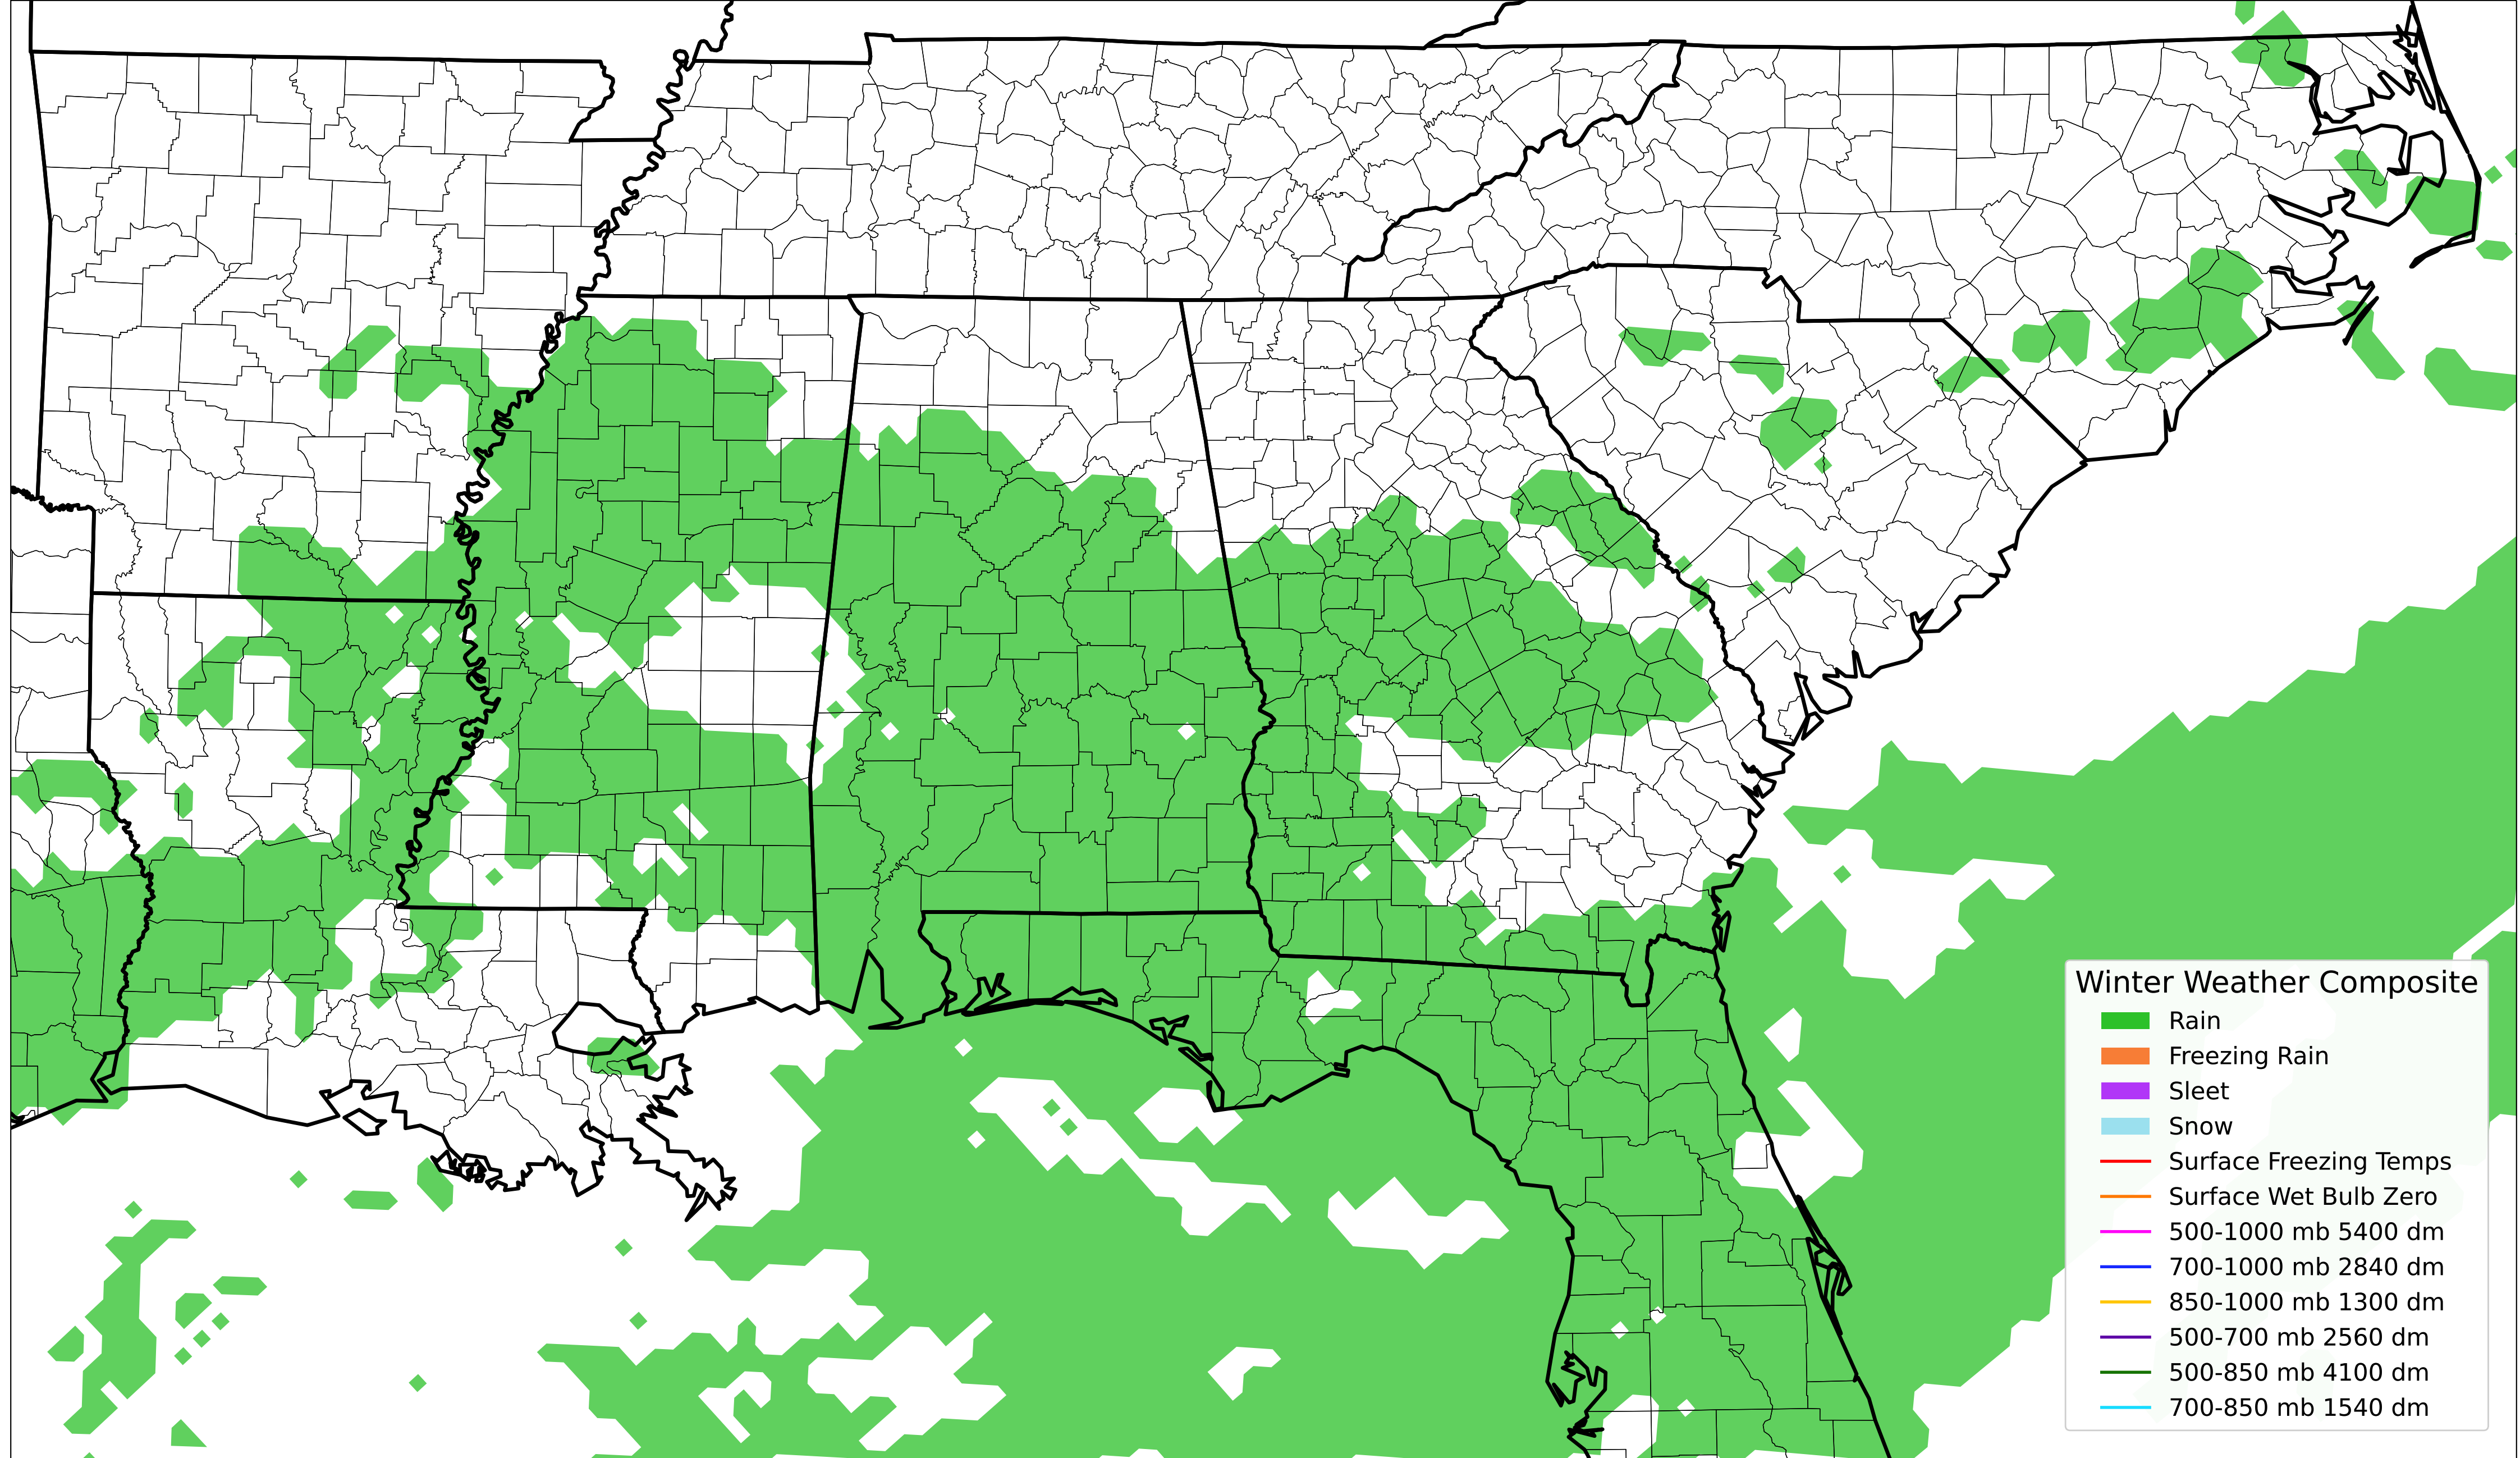 Winter Weather Composite
Rain
Freezing Rain
Sleet
Snow
Surface Freezing Temps
Surface Wet Bulb Zero
500-1000 mb 5400 dm
700-1000 mb 2840 dm
850-1000 mb 1300 dm
500-700 mb 2560 dm
500-850 mb 4100 dm
700-850 mb 1540 dm